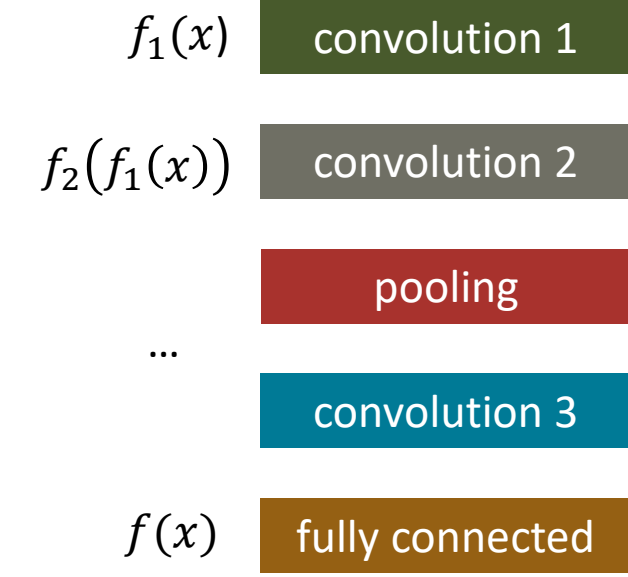 f₁(x) convolution 1
f₂(f₁(x)) convolution 2
pooling
...
convolution 3
f(x) fully connected